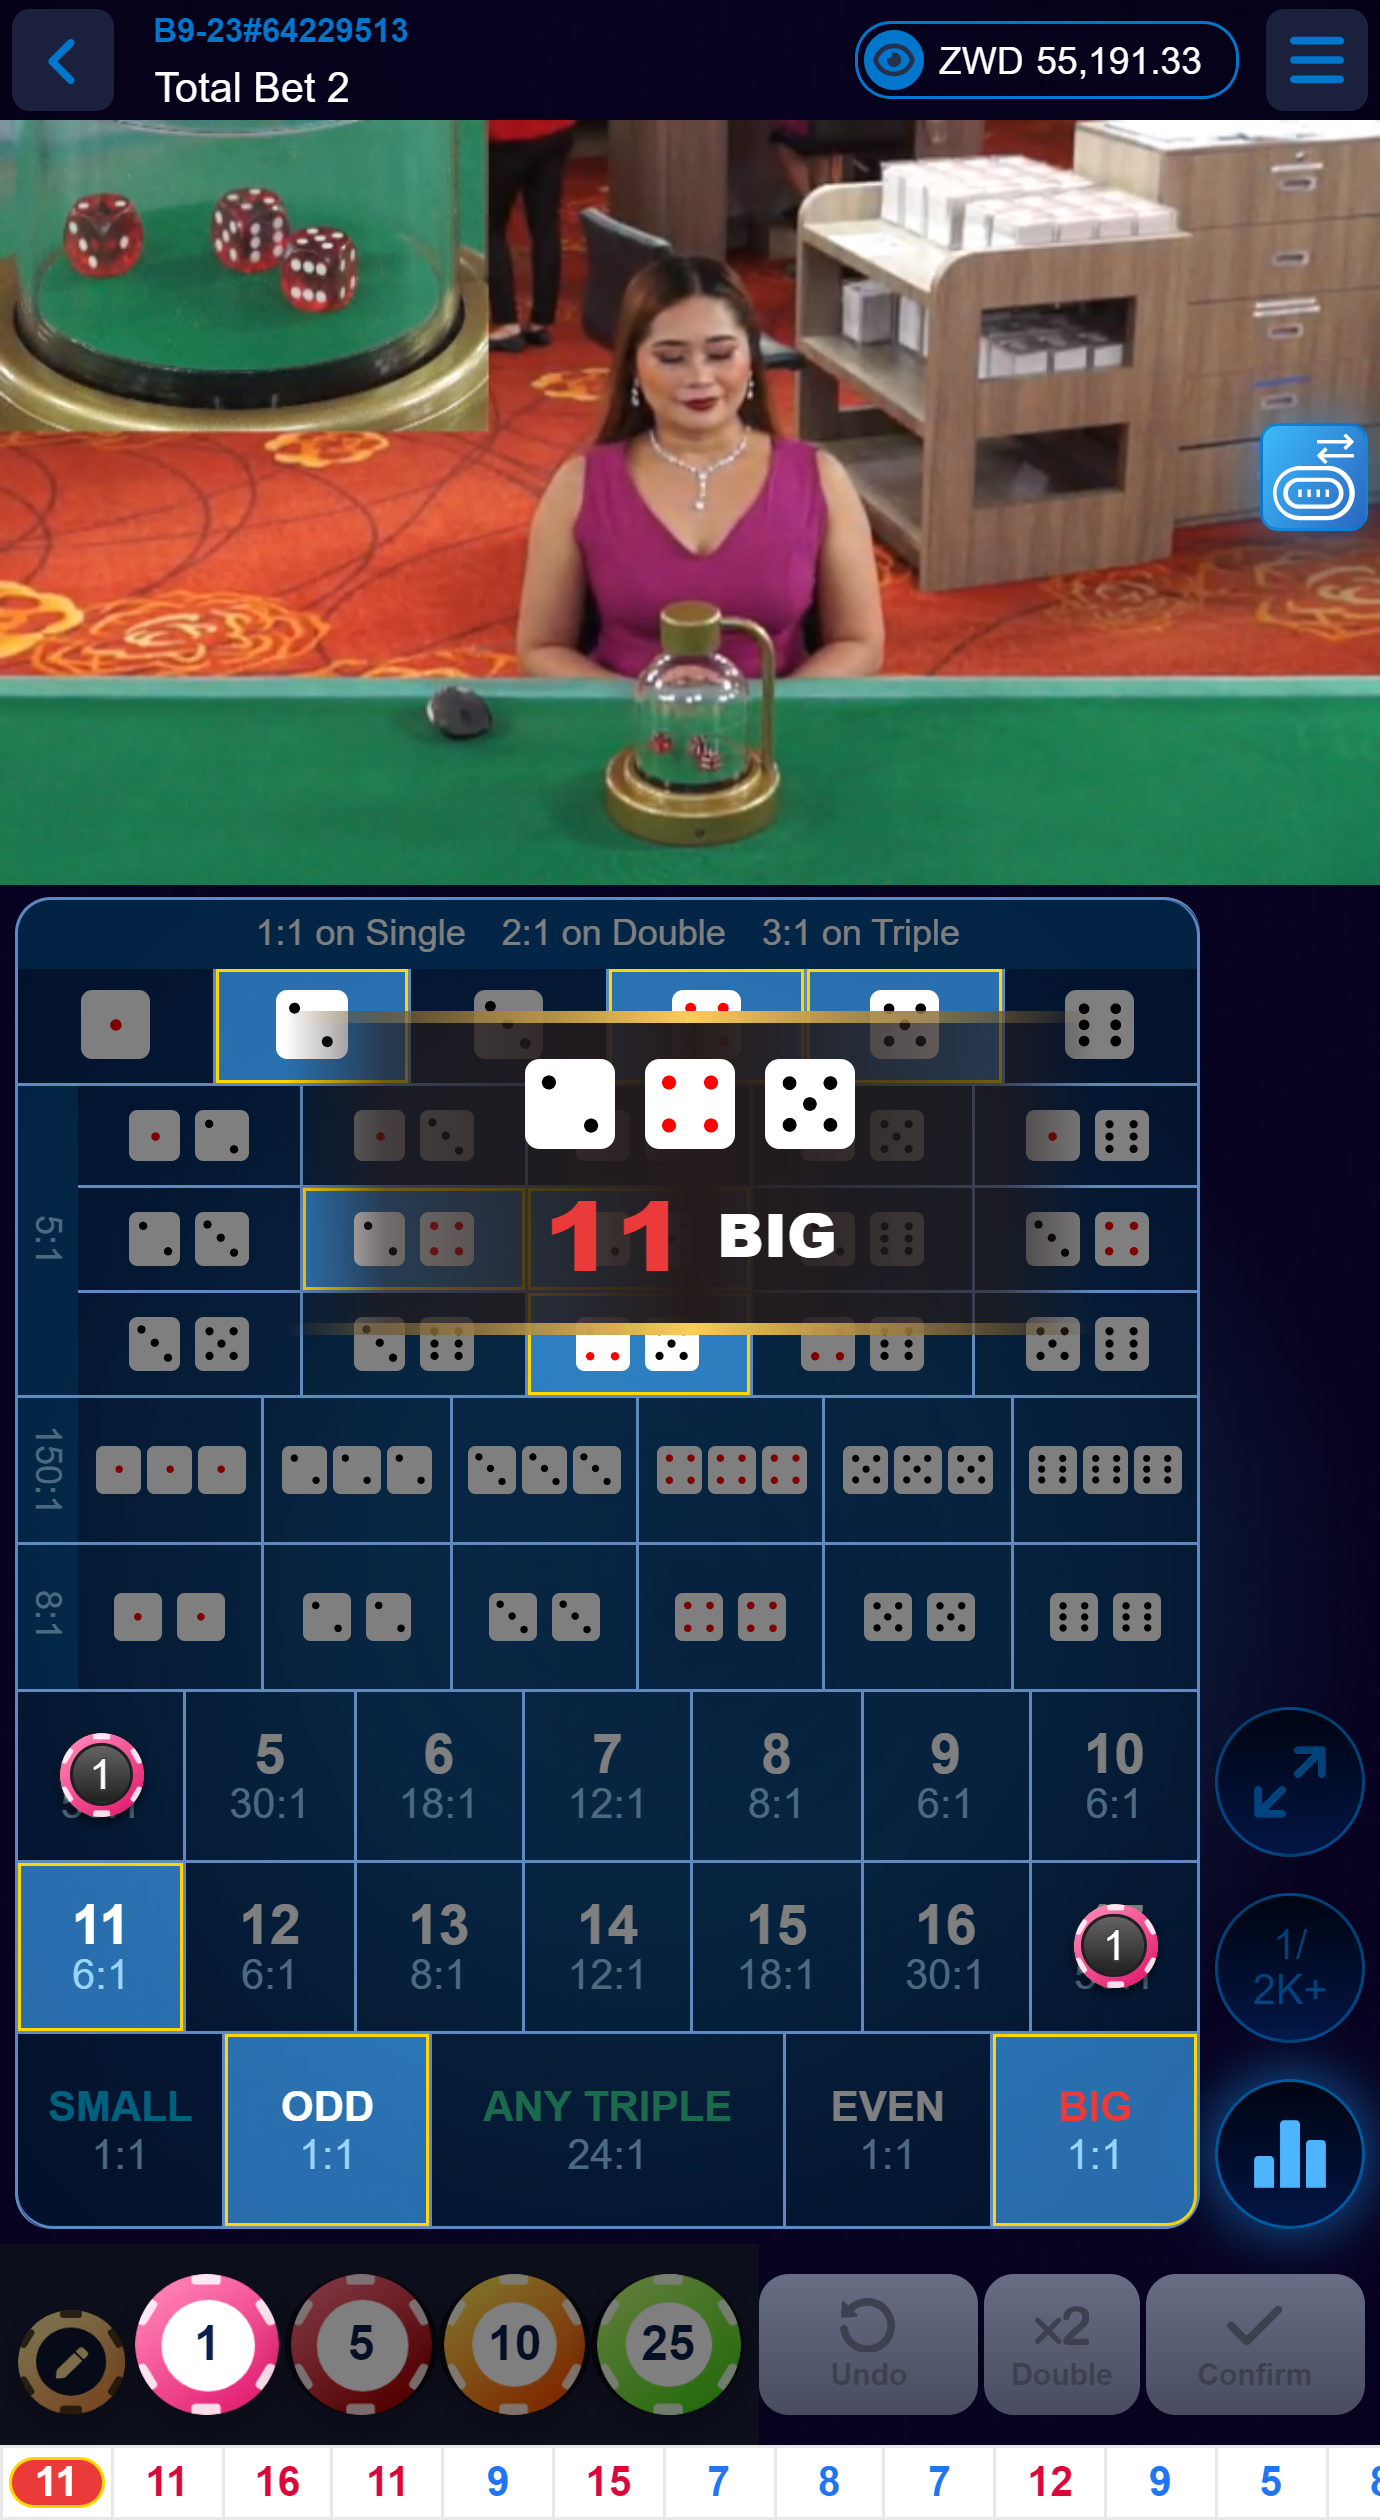 B9-23#64229513
Total Bet 2
ZWD 55,191.33
1:1 on Single 2:1 on Double 3:1 on Triple
11 BIG
5:1
150:1
8:1
1
5 6 7 8 9 10
30:1 18:1 12:1 8:1 6:1 6:1
11 12 13 14 15 16
1
6:1 6:1 8:1 12:1 18:1 30:1
1/
2K+
SMALL ODD ANY TRIPLE EVEN BIG
1:1 1:1 24:1 1:1 1:1
1 5 10 25
x2
Undo Double Confirm
11 11 16 11 9 15 7 8 7 12 9 5